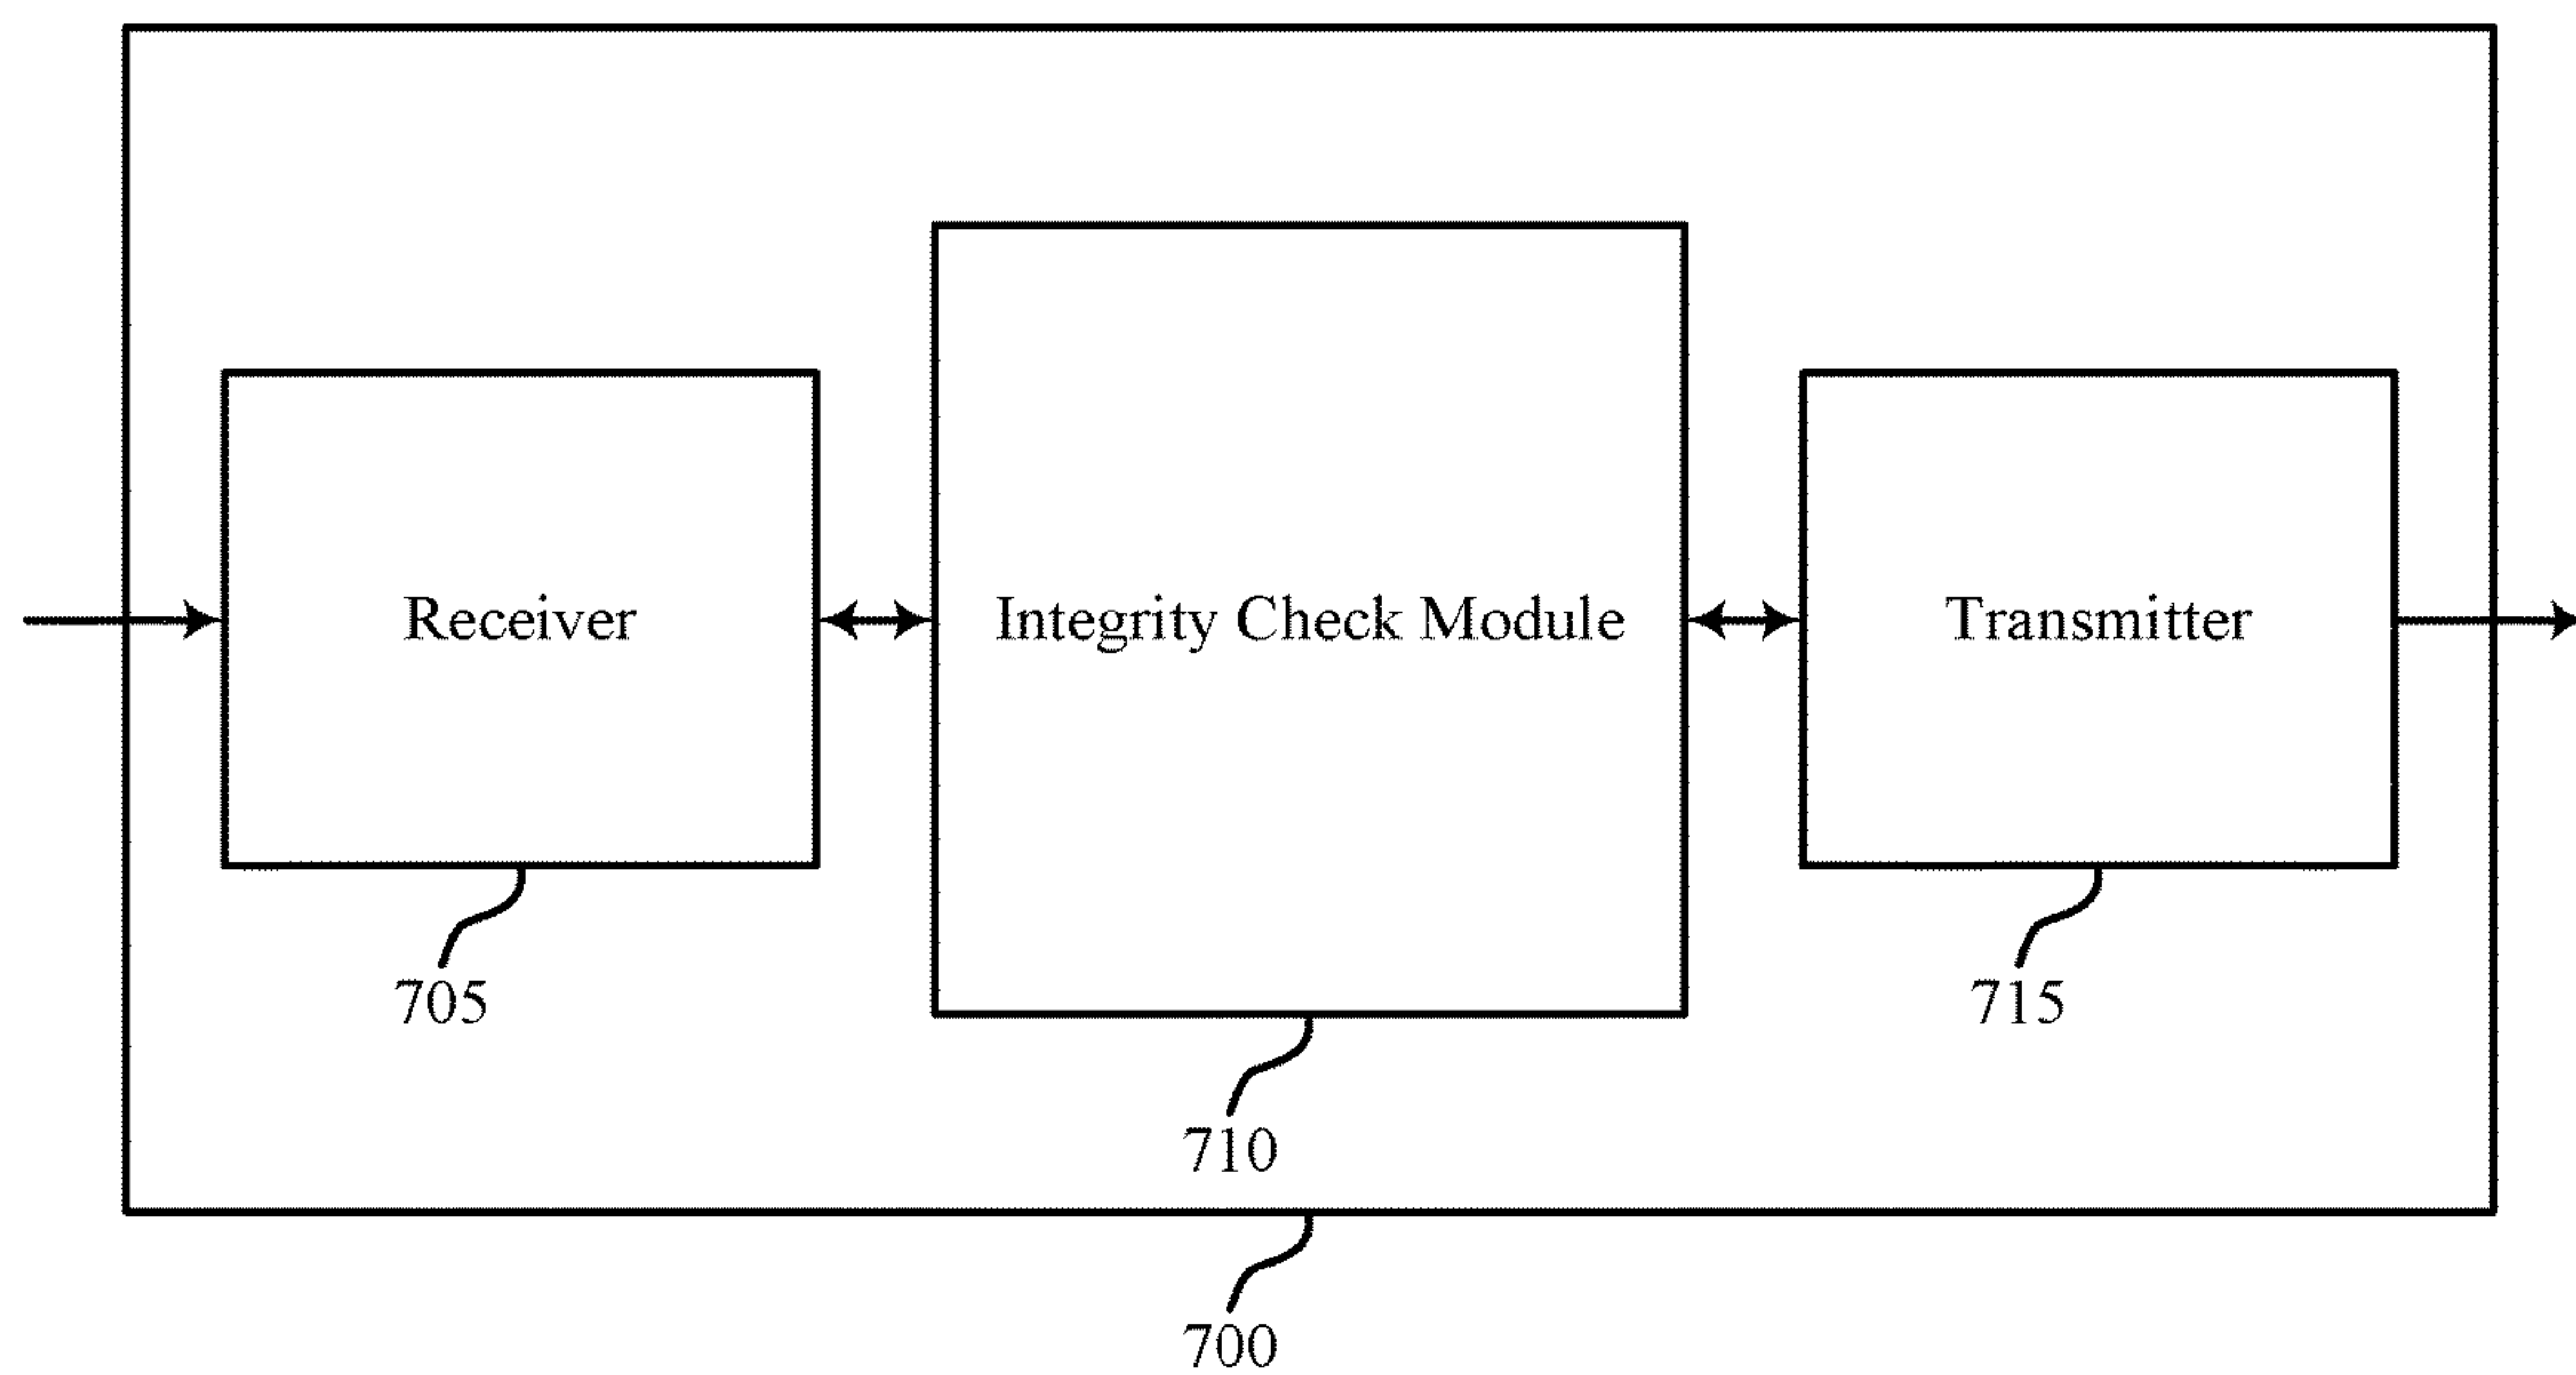 Receiver
Integrity Check Module
Transmitter
705
715
710
700